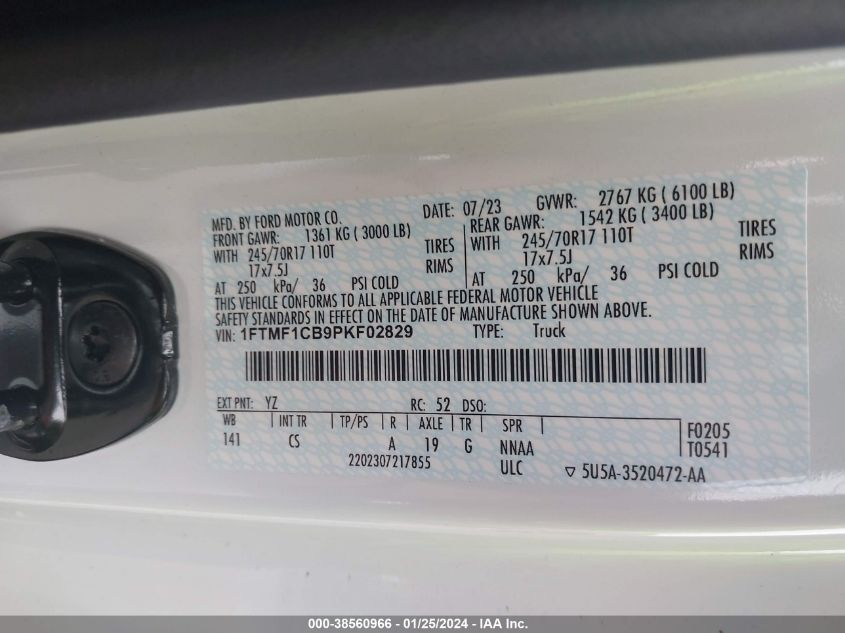 MFD. BY FORD MOTOR CO. DATE: 07/23 GVWR: 2767 KG ( 6100 LB)
FRONT GAWR: 1361 KG ( 3000 LB) REAR GAWR: 1542 KG ( 3400 LB)
WITH 245/70R17 110T TIRES WITH 245/70R17 110T TIRES
17x7.5J RIMS 17x7.5J RIMS
AT 250 kPa/ 36 PSI COLD AT 250 kPa/ 36 PSI COLD
THIS VEHICLE CONFORMS TO ALL APPLICABLE FEDERAL MOTOR VEHICLE
SAFETY STANDARDS IN EFFECT ON THE DATE OF MANUFACTURE SHOWN ABOVE.
VIN: 1FTMF1CB9PKF02829 TYPE: Truck
EXT PNT: YZ RC: 52 DSO:
WB INT TR TP/PS R AXLE TR SPR F0205
141 CS A 19 G NNAA T0541
2202307217855 ULC ▽ 5U5A-3520472-AA
000-38560966 - 01/25/2024 - IAA Inc.